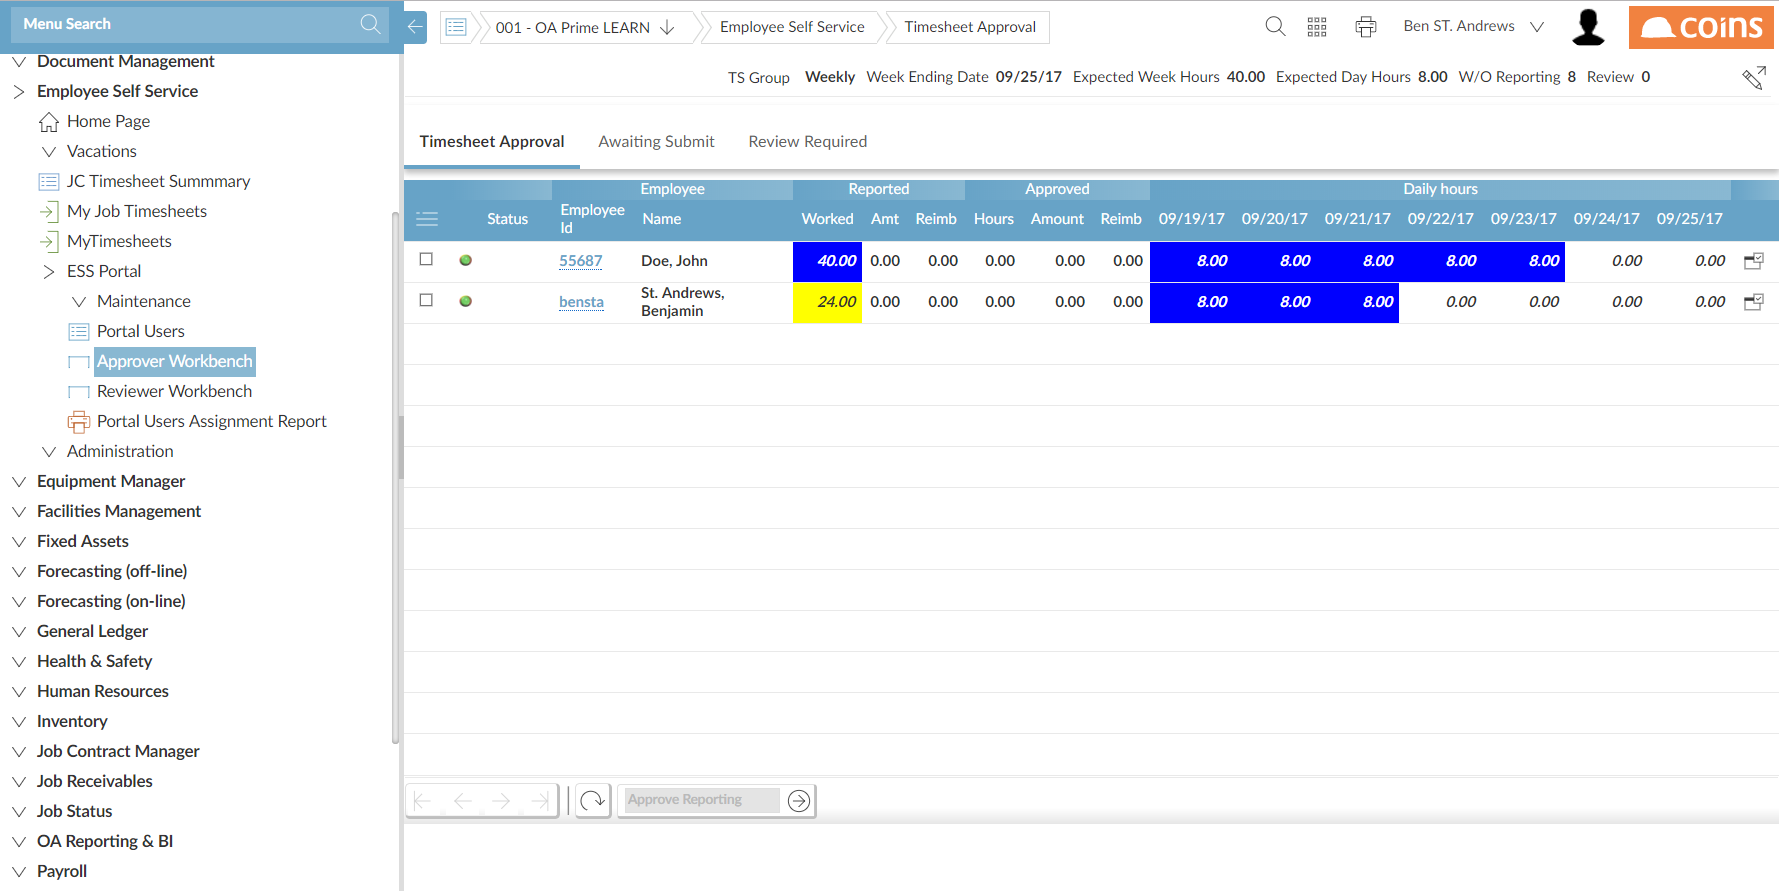 Menu Search
001 - OA Prime LEARN
Employee Self Service
Timesheet Approval
Ben ST. Andrews
coins
TS Group Weekly Week Ending Date 09/25/17 Expected Week Hours 40.00 Expected Day Hours 8.00 W/O Reporting 8 Review 0
Document Management
Employee Self Service
Home Page
Vacations
JC Timesheet Summmary
My Job Timesheets
MyTimesheets
ESS Portal
Maintenance
Portal Users
Approver Workbench
Reviewer Workbench
Portal Users Assignment Report
Administration
Equipment Manager
Facilities Management
Fixed Assets
Forecasting (off-line)
Forecasting (on-line)
General Ledger
Health & Safety
Human Resources
Inventory
Job Contract Manager
Job Receivables
Job Status
OA Reporting & BI
Payroll
Timesheet Approval Awaiting Submit Review Required
Employee Reported Approved Daily hours
Status Employee Id Name Worked Amt Reimb Hours Amount Reimb 09/19/17 09/20/17 09/21/17 09/22/17 09/23/17 09/24/17 09/25/17
55687 Doe, John 40.00 0.00 0.00 0.00 0.00 0.00 8.00 8.00 8.00 8.00 8.00 0.00 0.00
bensta St. Andrews, Benjamin 24.00 0.00 0.00 0.00 0.00 0.00 8.00 8.00 8.00 0.00 0.00 0.00 0.00
Approve Reporting